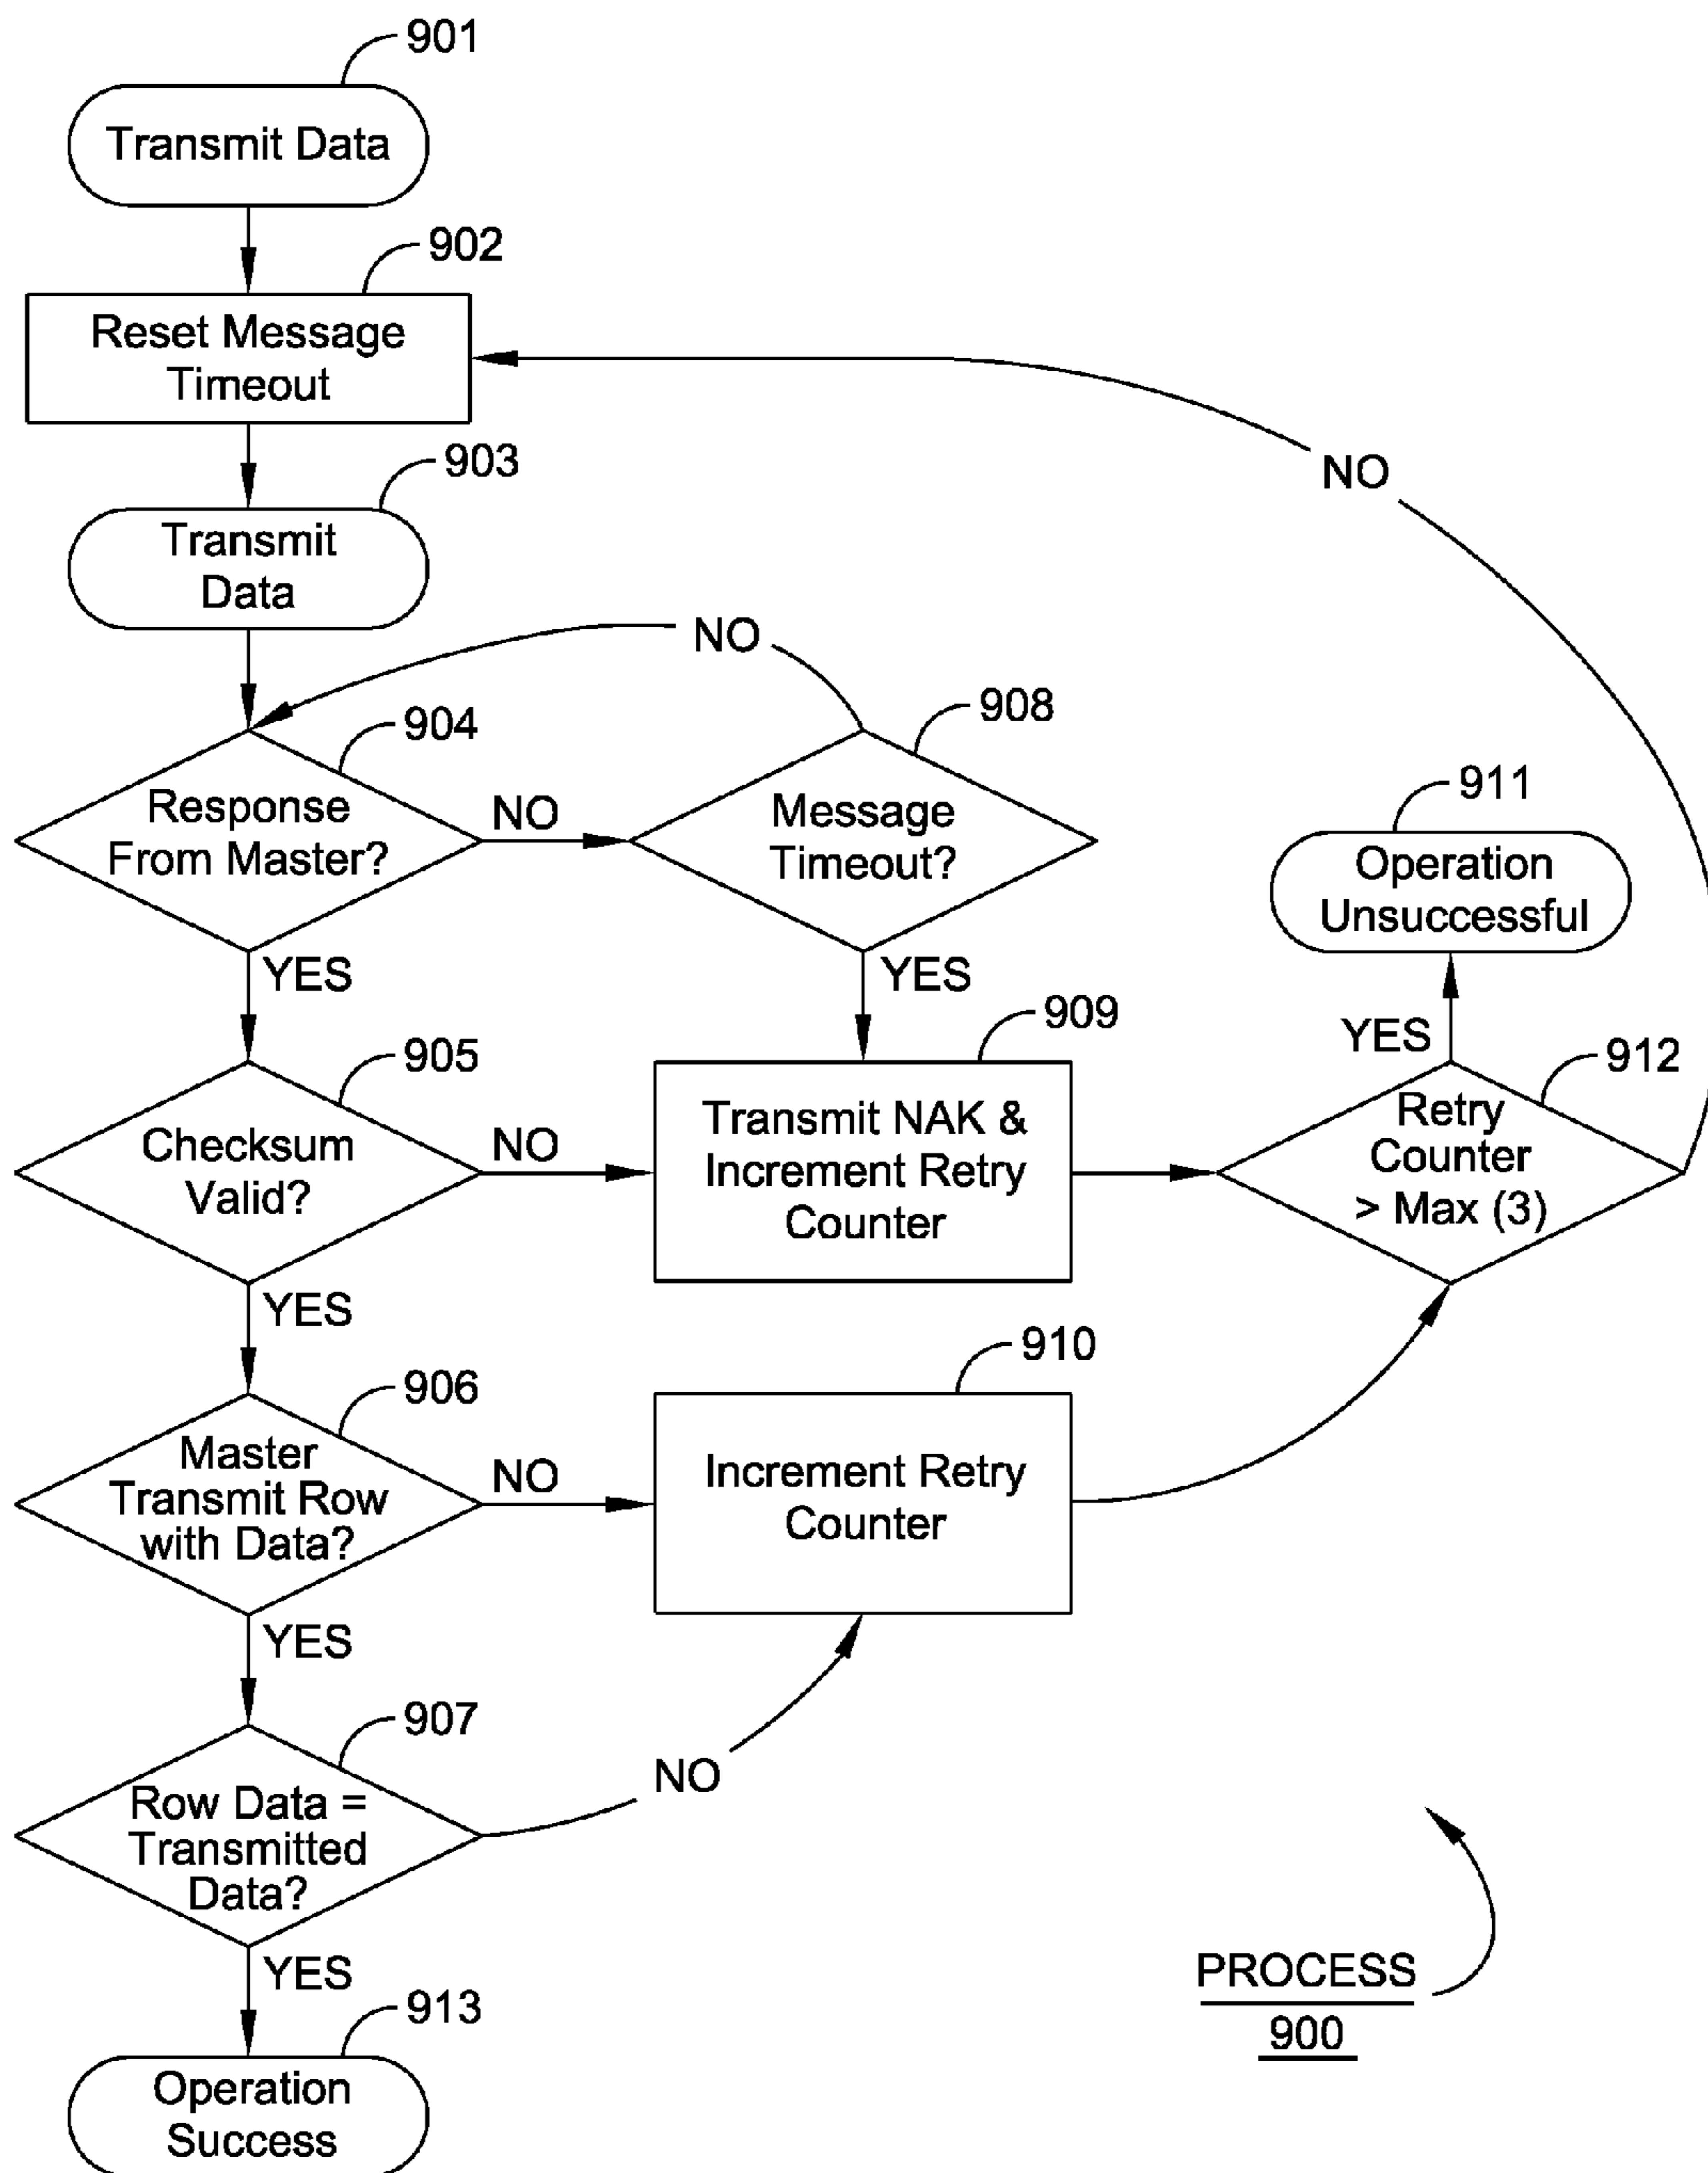 901
Transmit Data
902
Reset Message
Timeout
903
Transmit
Data
NO
NO
904
Response
From Master?
NO
908
Message
Timeout?
911
Operation
Unsuccessful
YES
YES
YES
905
Checksum
Valid?
NO
909
Transmit NAK &
Increment Retry
Counter
912
Retry
Counter
> Max (3)
YES
906
Master
Transmit Row
with Data?
NO
910
Increment Retry
Counter
YES
907
Row Data =
Transmitted
Data?
NO
YES
913
Operation
Success
PROCESS
900